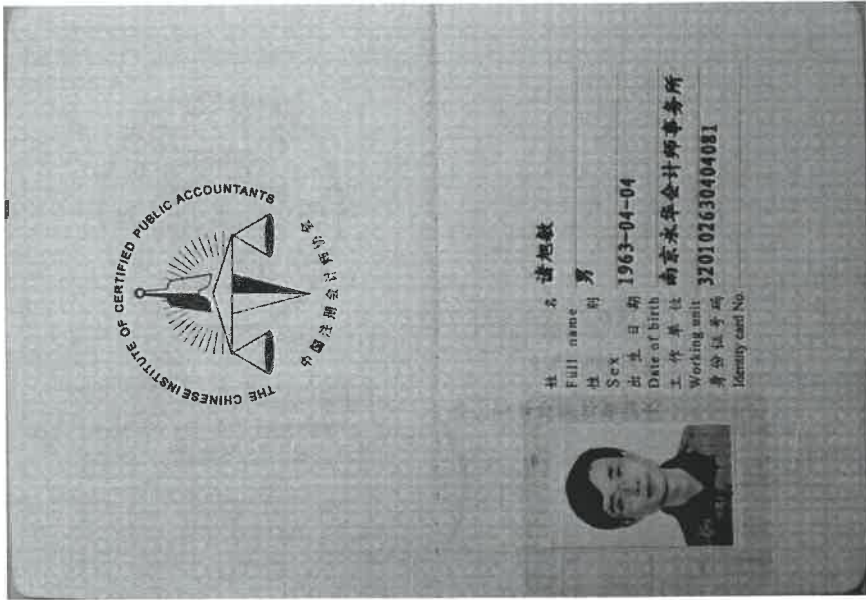 THE CHINESE INSTITUTE OF CERTIFIED PUBLIC ACCOUNTANTS
中国注册会计师协会
姓 名 诸旭敏
Full name
性 别 男
Sex
出 生 日 期 1963-04-04
Date of birth
工 作 单 位 南京永华会计师事务所
Working unit
身 份 证 号 码 320102630404081
Identity card No.